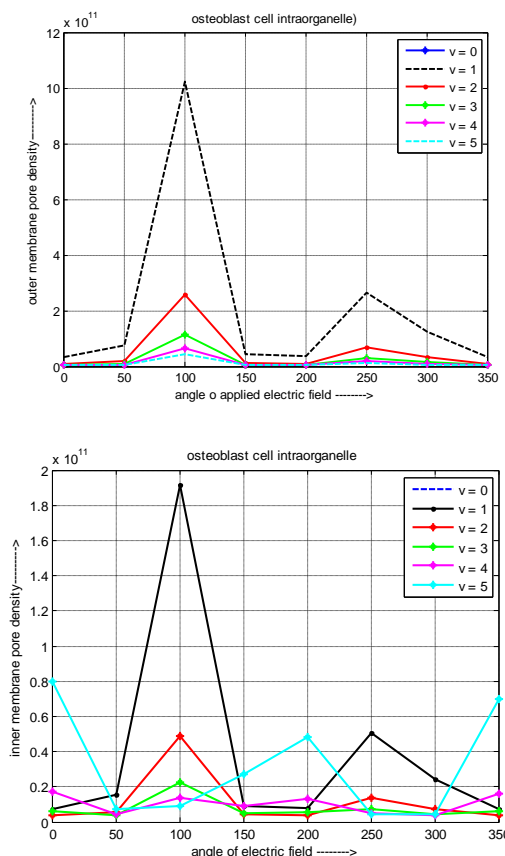 osteoblast cell intraorganelle)
x 10^11
12
10
8
6
4
2
0
outer membrane pore density--------->
v = 0
v = 1
v = 2
v = 3
v = 4
v = 5
0 50 100 150 200 250 300 350
angle o applied electric field -------->
osteoblast cell intraorganelle
x 10^11
2
1.8
1.6
1.4
1.2
1
0.8
0.6
0.4
0.2
0
inner membrane pore density--------->
v = 0
v = 1
v = 2
v = 3
v = 4
v = 5
0 50 100 150 200 250 300 350
angle of electric field -------->